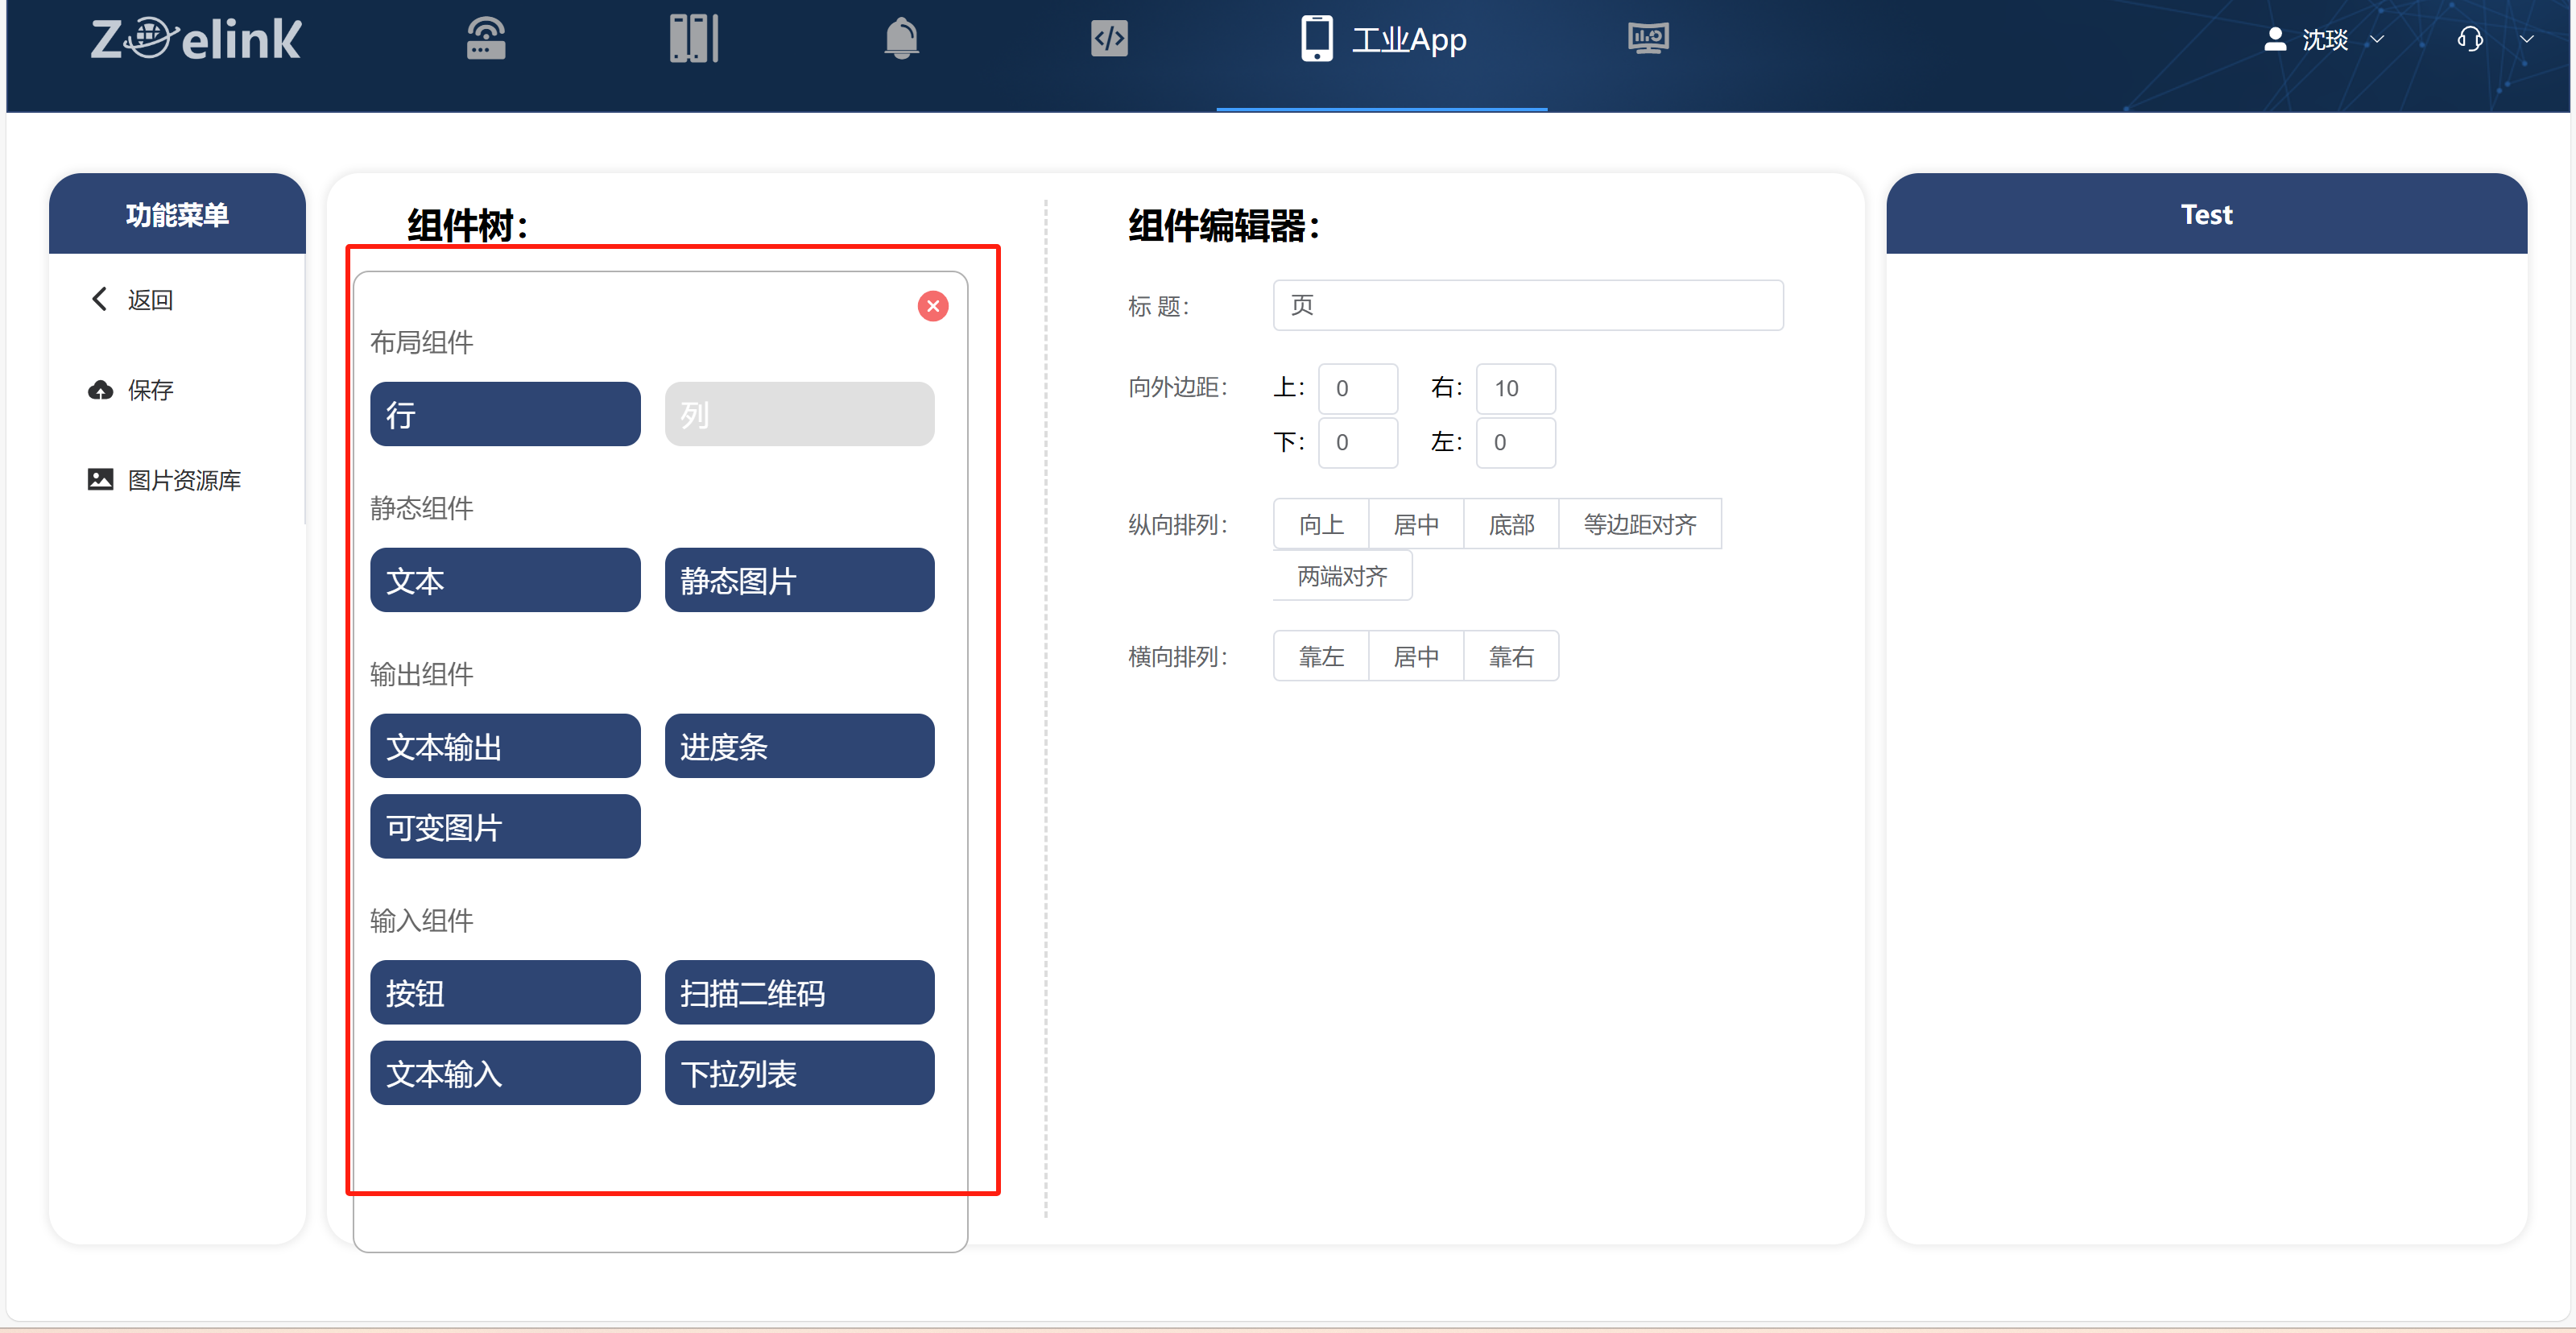 Zoelink
工业App
沈琰
功能菜单
返回
保存
图片资源库
组件树:
布局组件
行
列
静态组件
文本
静态图片
输出组件
文本输出
进度条
可变图片
输入组件
按钮
扫描二维码
文本输入
下拉列表
组件编辑器:
标 题:
页
向外边距:
上: 0 右: 10
下: 0 左: 0
纵向排列:
向上 居中 底部 等边距对齐
两端对齐
横向排列:
靠左 居中 靠右
Test